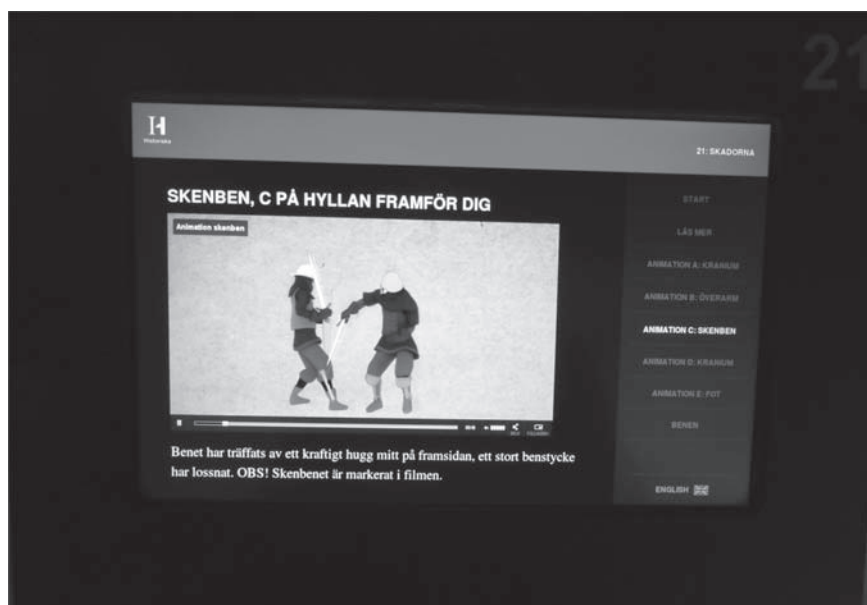 21
H
Historiska
21: SKADORNA
SKENBEN, C PÅ HYLLAN FRAMFÖR DIG
Animation skenben
Benet har träffats av ett kraftigt hugg mitt på framsidan, ett stort benstycke
har lossnat. OBS! Skenbenet är markerat i filmen.
START
LÄS MER
ANIMATION A: KRANIUM
ANIMATION B: ÖVERARM
ANIMATION C: SKENBEN
ANIMATION D: KRANIUM
ANIMATION E: FOT
BENEN
ENGLISH